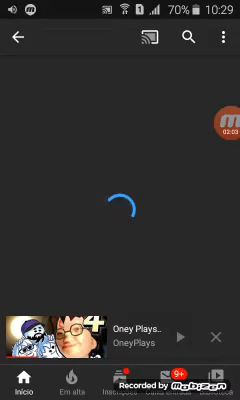 70% 10:29
02:03
4
Oney Plays..
OneyPlays
9+
Início
Em alta
Inscrições
Caixa entrada
Biblioteca
Recorded by mobizen